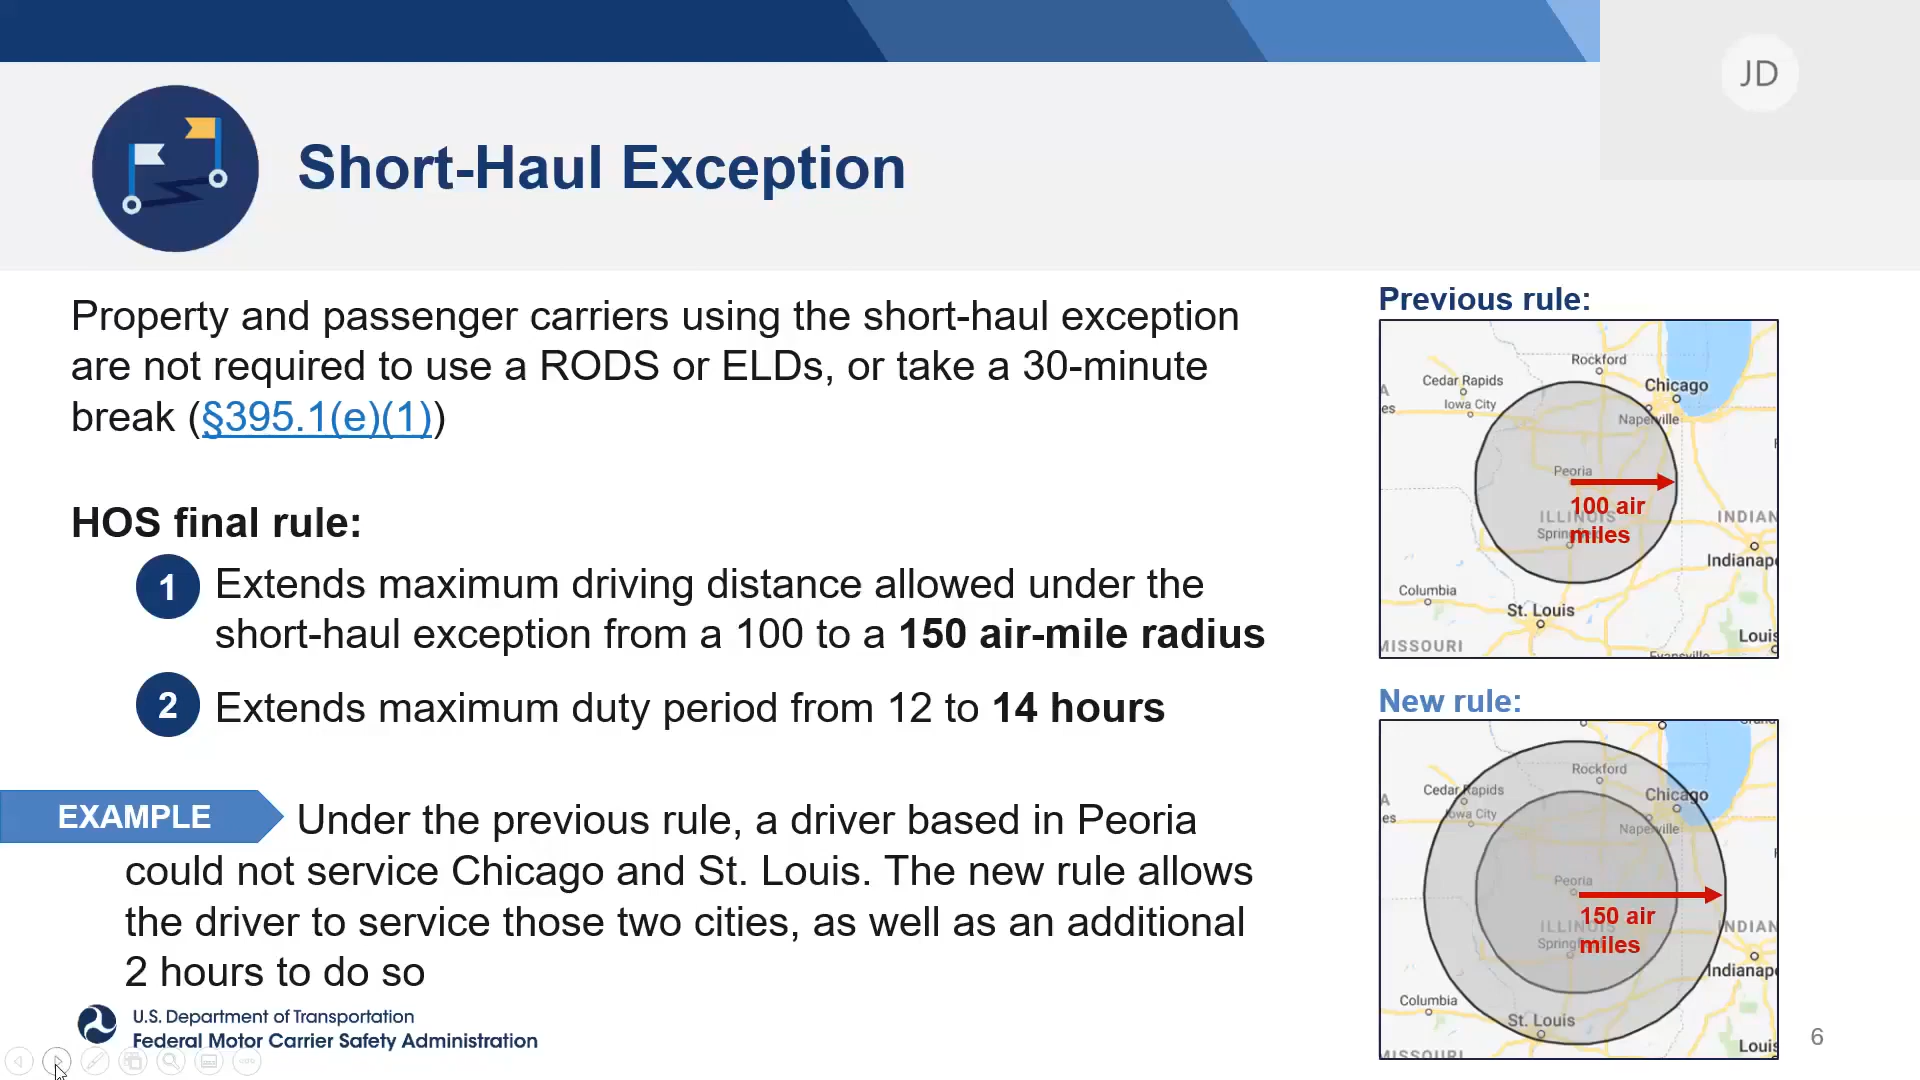 JD
Short-Haul Exception
Property and passenger carriers using the short-haul exception
are not required to use a RODS or ELDs, or take a 30-minute
break (§395.1(e)(1))
HOS final rule:
1 Extends maximum driving distance allowed under the
short-haul exception from a 100 to a 150 air-mile radius
2 Extends maximum duty period from 12 to 14 hours
EXAMPLE Under the previous rule, a driver based in Peoria
could not service Chicago and St. Louis. The new rule allows
the driver to service those two cities, as well as an additional
2 hours to do so
U.S. Department of Transportation
Federal Motor Carrier Safety Administration
Previous rule:
Rockford
Cedar Rapids
Chicago
Iowa City
es
Naperville
Peoria
100 air
miles
ILLINOIS
INDIAN
Indianap
Columbia
St. Louis
Louis
MISSOURI
New rule:
Rockford
Cedar Rapids
Chicago
Iowa City
es
Naperville
Peoria
150 air
miles
ILLINOIS
INDIAN
Indianap
Columbia
St. Louis
Louis
MISSOURI
6